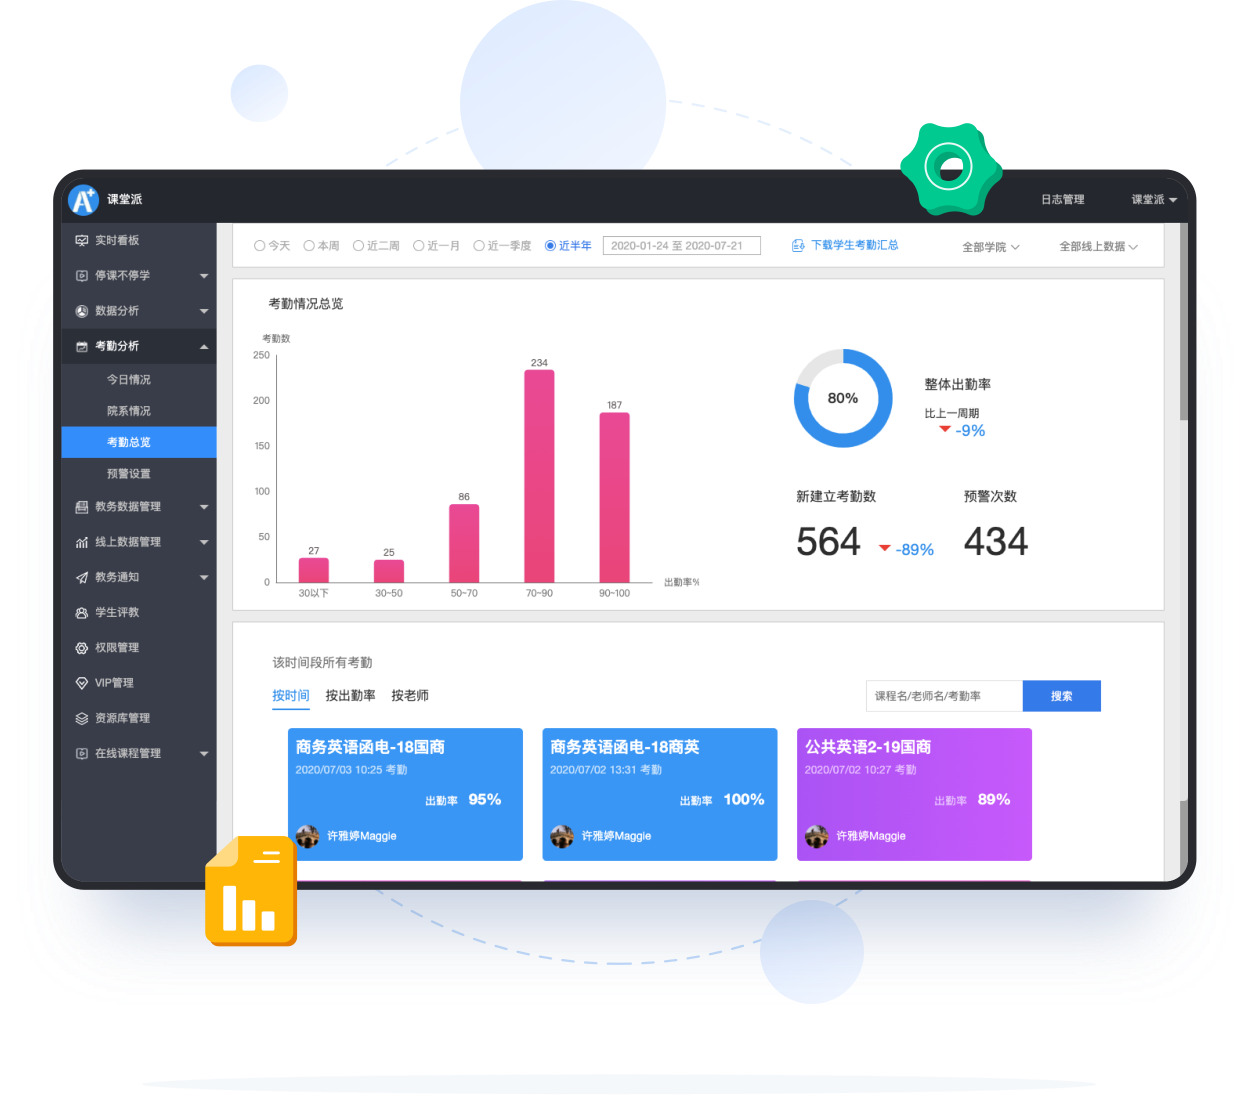 A+
课堂派
日志管理
课堂派
实时看板
停课不停学
数据分析
考勤分析
今日情况
院系情况
考勤总览
预警设置
教务数据管理
线上数据管理
教务通知
学生评教
权限管理
VIP管理
资源库管理
在线课程管理
今天 本周 近二周 近一月 近一季度 近半年 2020-01-24 至 2020-07-21 下载学生考勤汇总 全部学院 全部线上数据
考勤情况总览
考勤数
250
200
150
100
50
0
27
25
86
234
187
30以下 30~50 50~70 70~90 90~100
出勤率%
80%
整体出勤率
比上一周期
-9%
新建立考勤数 预警次数
564 -89% 434
该时间段所有考勤
按时间 按出勤率 按老师
课程名/老师名/考勤率 搜索
商务英语函电-18国商
2020/07/03 10:25 考勤
出勤率 95%
许雅婷Maggie
商务英语函电-18商英
2020/07/02 13:31 考勤
出勤率 100%
许雅婷Maggie
公共英语2-19国商
2020/07/02 10:27 考勤
出勤率 89%
许雅婷Maggie